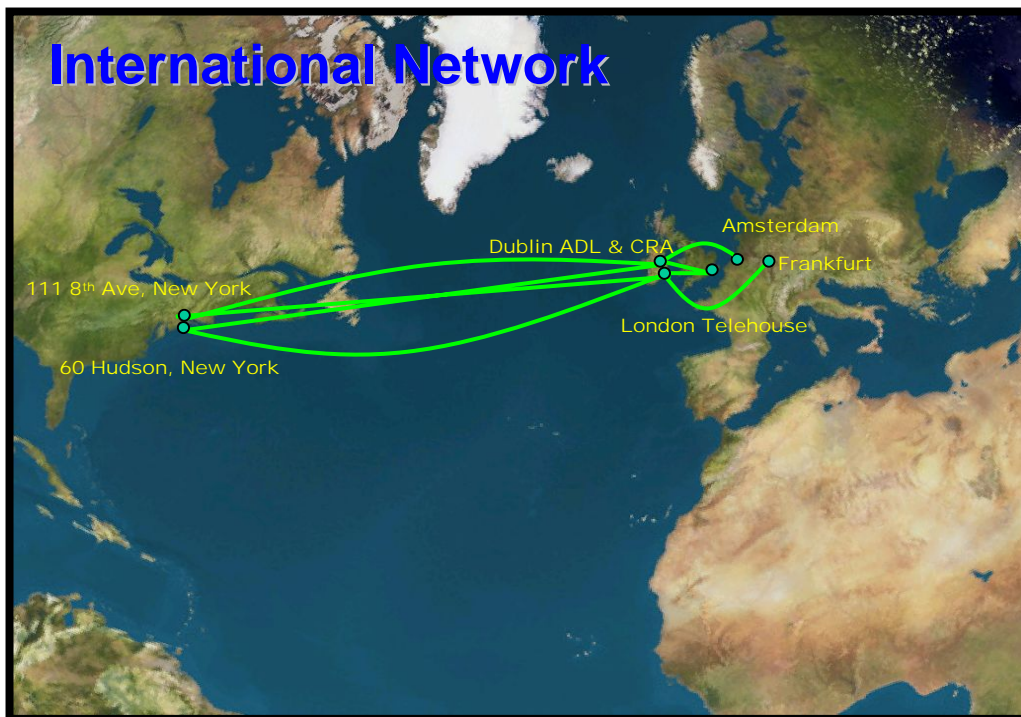 International Network
Amsterdam
Dublin ADL & CRA
Frankfurt
111 8th Ave, New York
London Telehouse
60 Hudson, New York